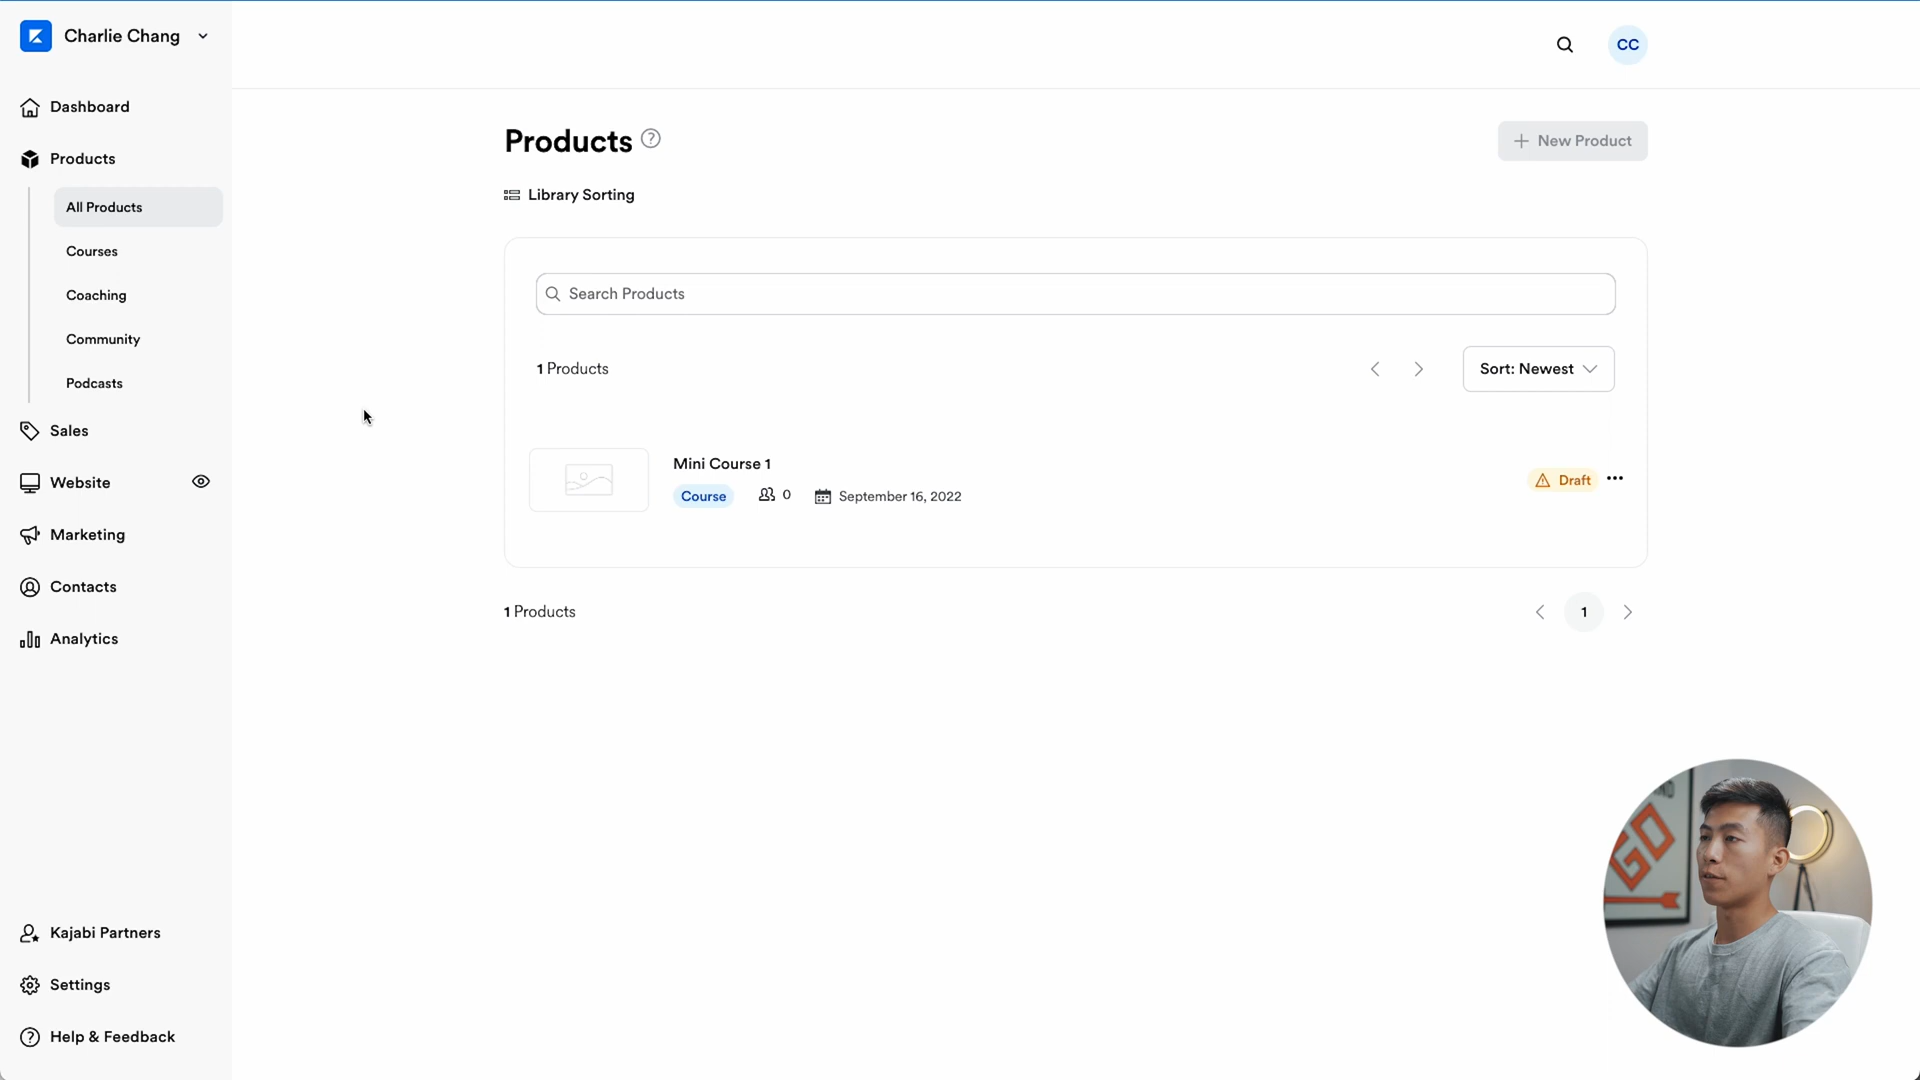 Charlie Chang
CC
Dashboard
Products
All Products
Courses
Coaching
Community
Podcasts
Sales
Website
Marketing
Contacts
Analytics
Kajabi Partners
Settings
Help & Feedback
Products
New Product
Library Sorting
Search Products
1 Products
Sort: Newest
Mini Course 1
Course
0
September 16, 2022
Draft
1 Products
1
GO